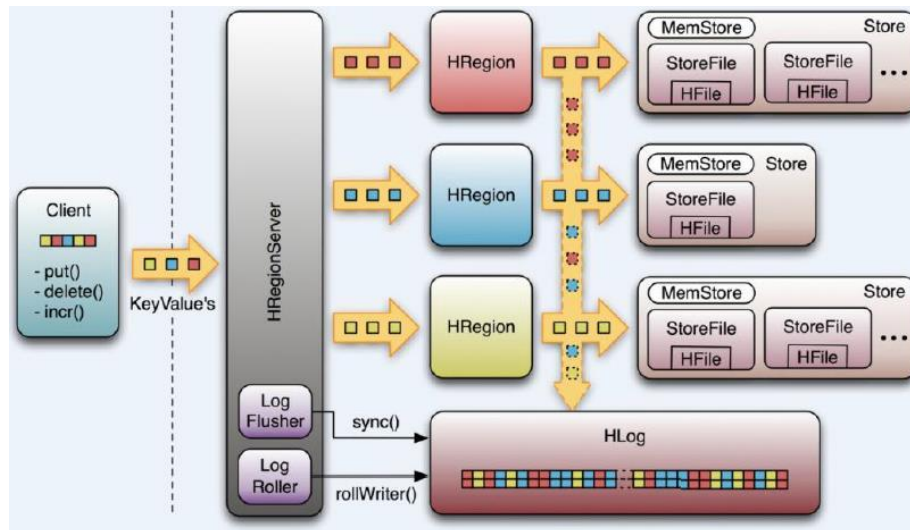 Client
- put()
- delete()
- incr()
KeyValue's
HRegionServer
Log
Flusher
Log
Roller
sync()
rollWriter()
HRegion
MemStore
Store
StoreFile
HFile
StoreFile
HFile
...
HRegion
MemStore
Store
StoreFile
HFile
HRegion
MemStore
Store
StoreFile
HFile
StoreFile
HFile
...
HLog